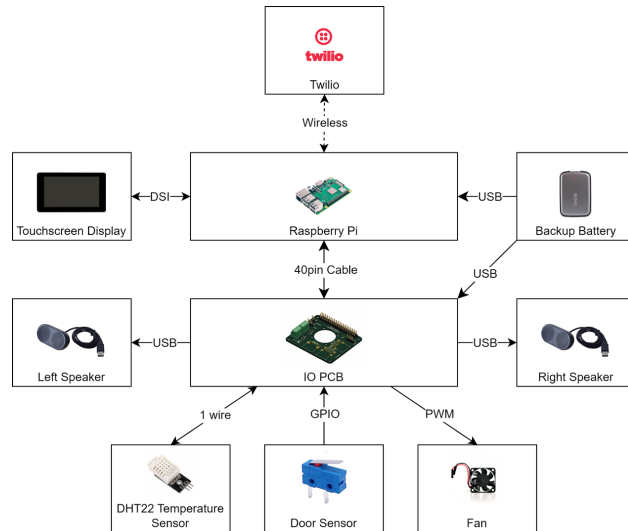 twilio
Twilio
Wireless
DSI
USB
Touchscreen Display
Raspberry Pi
Backup Battery
40pin Cable
USB
USB
USB
Left Speaker
IO PCB
Right Speaker
1 wire
GPIO
PWM
DHT22 Temperature
Sensor
Door Sensor
Fan